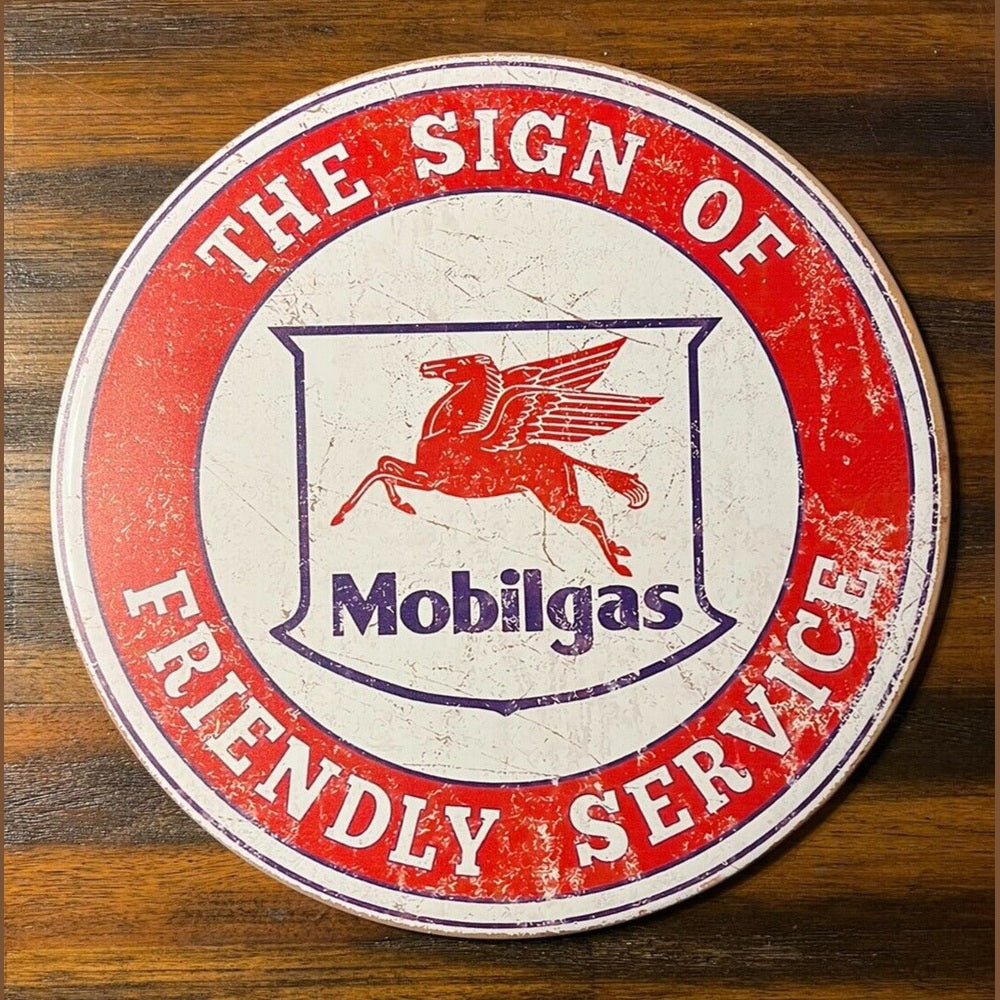 THE SIGN OF
Mobilgas
FRIENDLY SERVICE